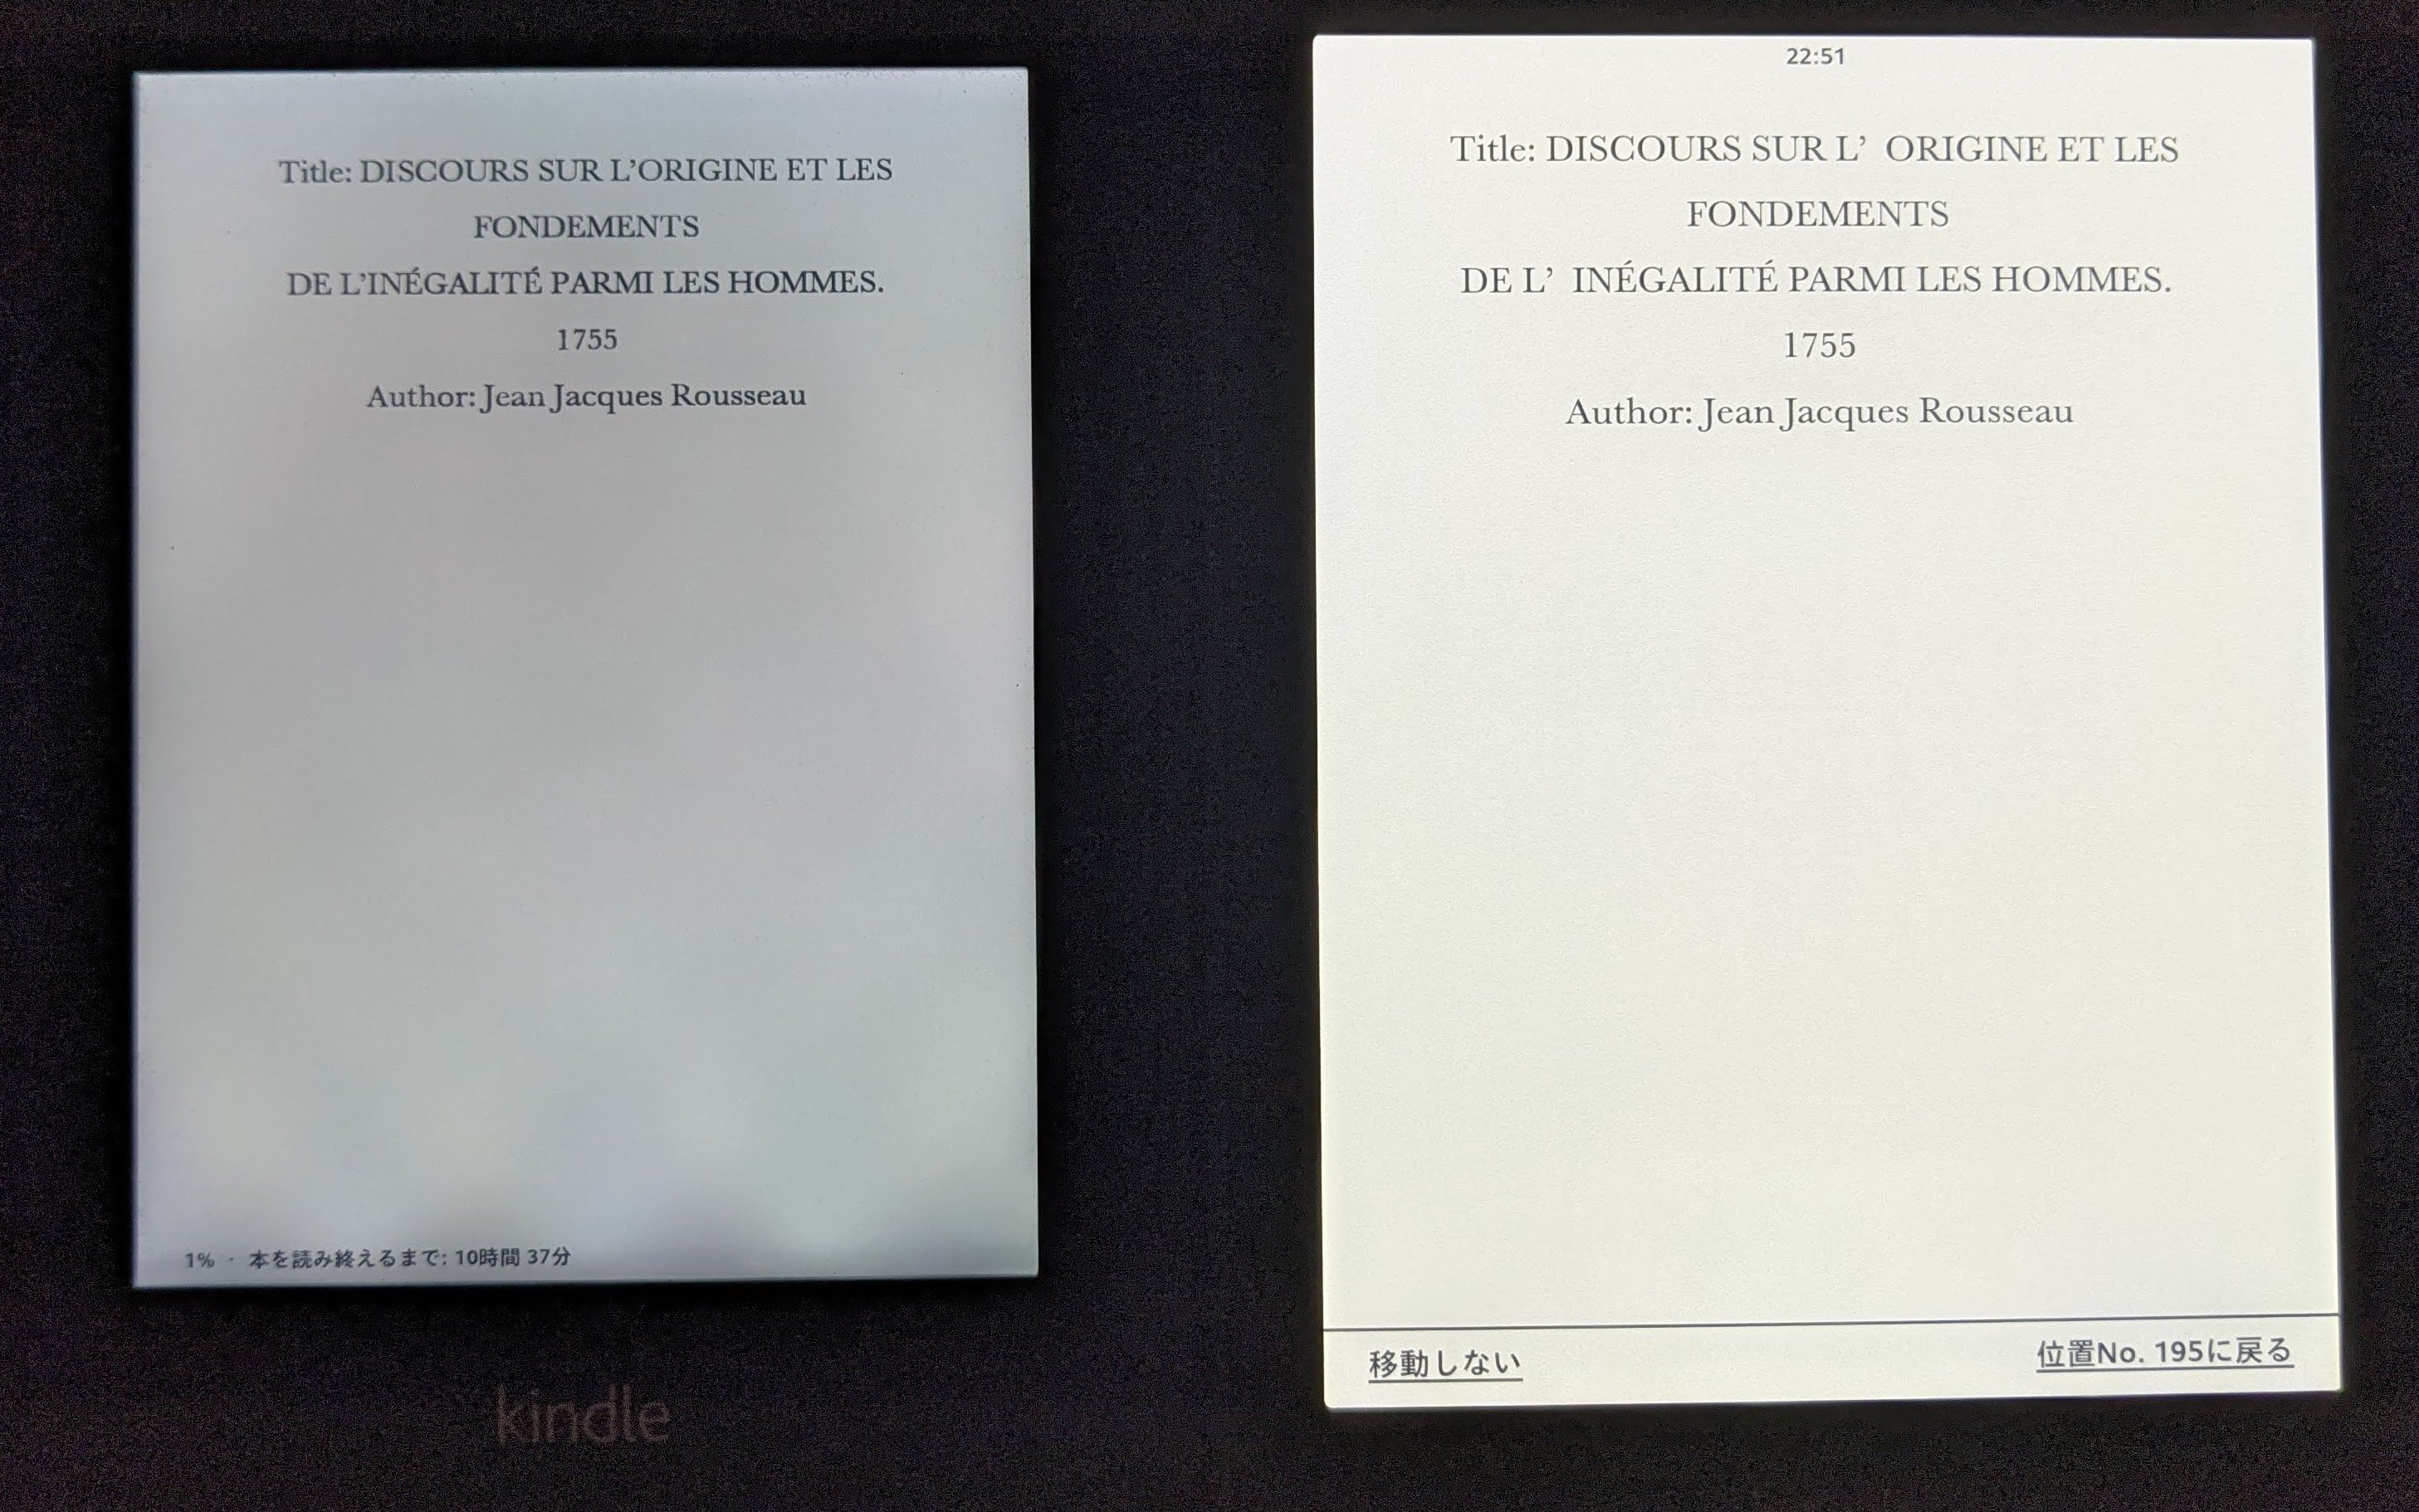 Title: DISCOURS SUR L’ORIGINE ET LES
FONDEMENTS
DE L’INÉGALITÉ PARMI LES HOMMES.
1755
Author: Jean Jacques Rousseau
1% · 本を読み終えるまで: 10時間 37分
kindle
22:51
Title: DISCOURS SUR L’ ORIGINE ET LES
FONDEMENTS
DE L’ INÉGALITÉ PARMI LES HOMMES.
1755
Author: Jean Jacques Rousseau
移動しない
位置No. 195に戻る